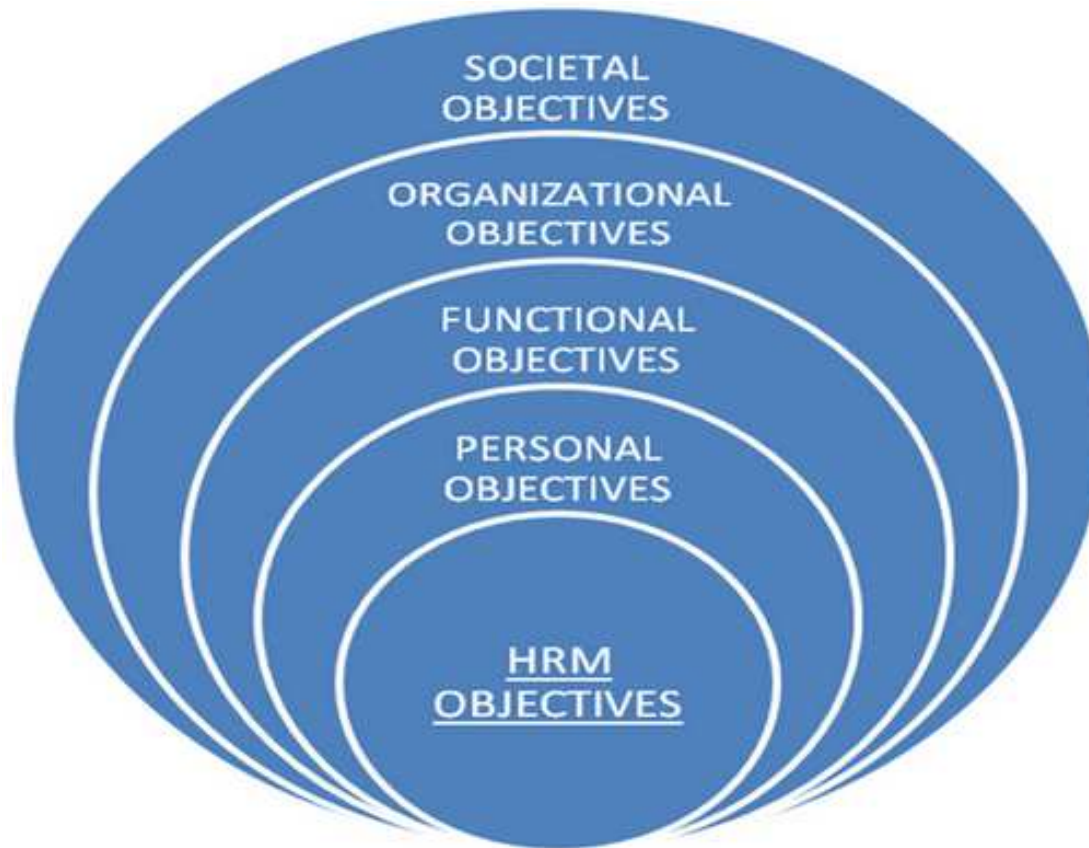 SOCIETAL
OBJECTIVES
ORGANIZATIONAL
OBJECTIVES
FUNCTIONAL
OBJECTIVES
PERSONAL
OBJECTIVES
HRM
OBJECTIVES